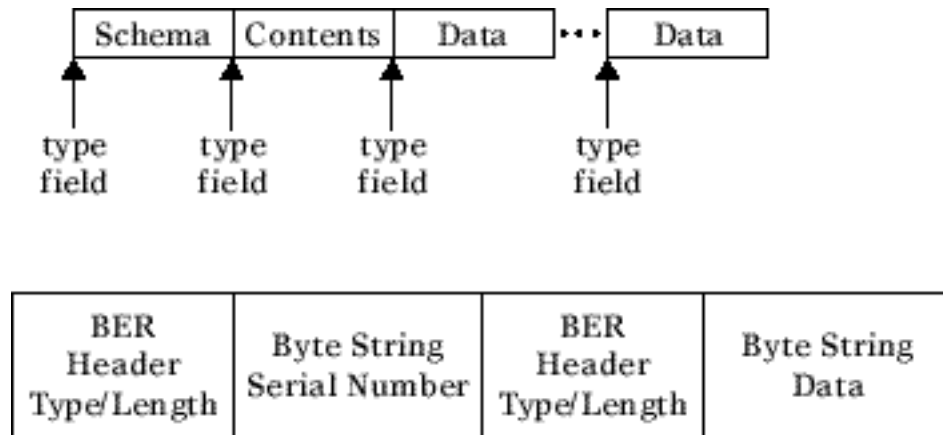 Schema Contents Data ••• Data
type type type type
field field field field
BER Byte String BER Byte String
Header Serial Number Header Data
Type/Length Type/Length